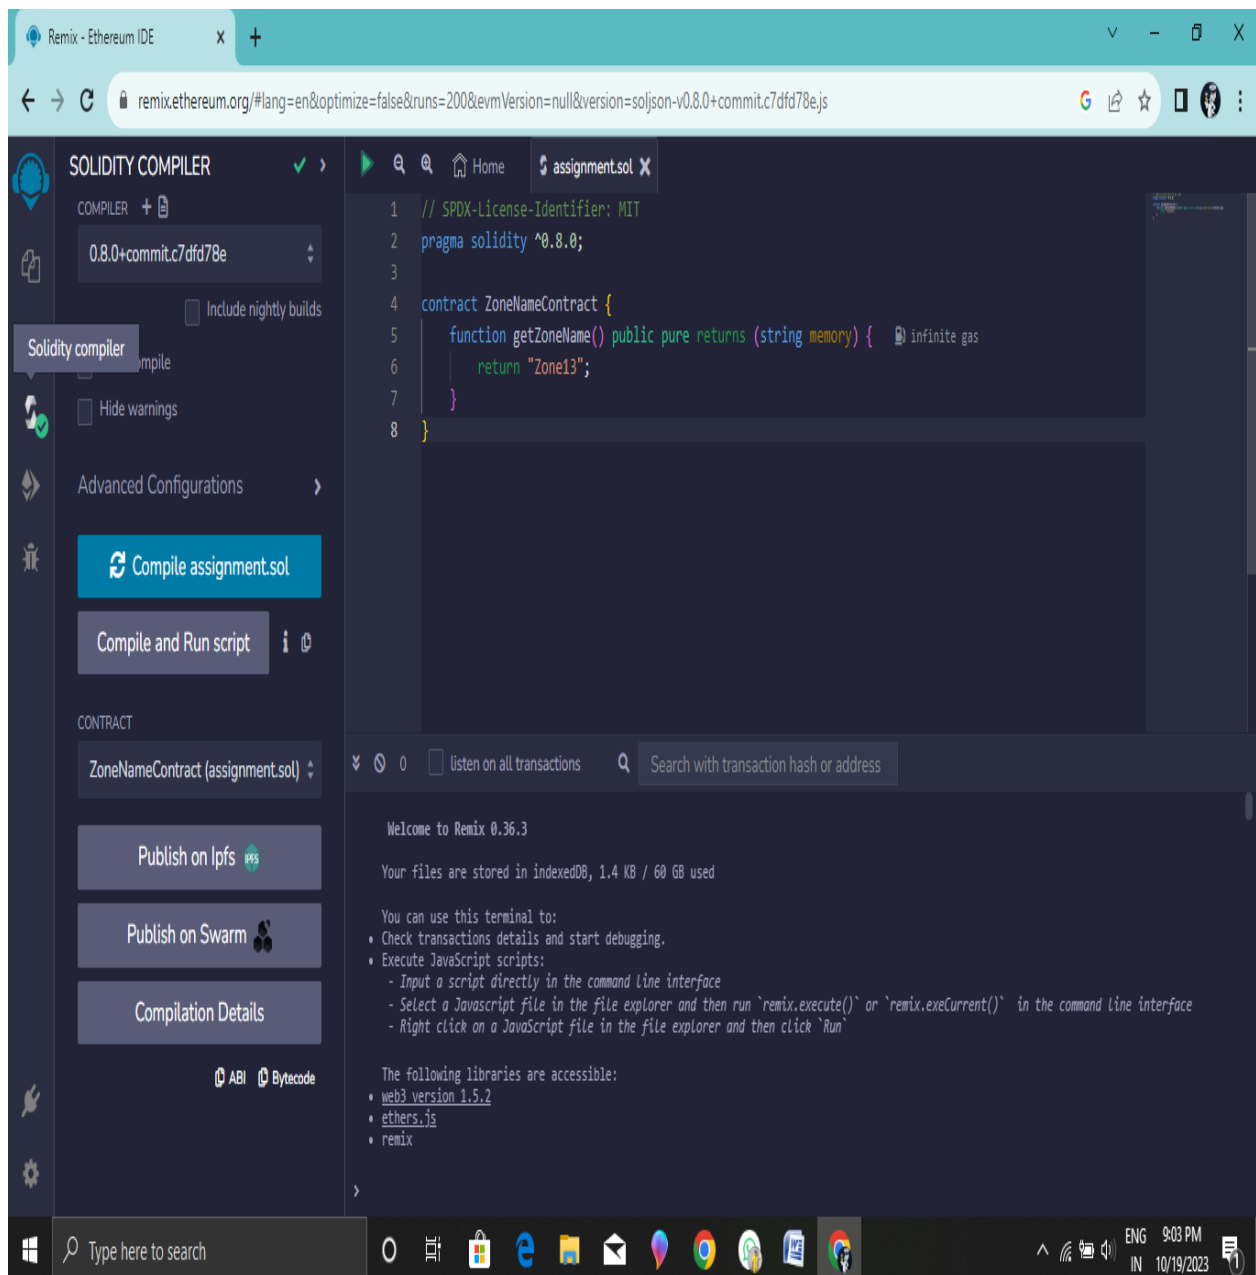 Remix - Ethereum IDE
remix.ethereum.org/#lang=en&optimize=false&runs=200&evmVersion=null&version=soljson-v0.8.0+commit.c7dfd78e.js
SOLIDITY COMPILER
COMPILER
0.8.0+commit.c7dfd78e
Include nightly builds
Solidity compiler
mpile
Hide warnings
Advanced Configurations
Compile assignment.sol
Compile and Run script
CONTRACT
ZoneNameContract (assignment.sol)
Publish on Ipfs
IPFS
Publish on Swarm
Compilation Details
ABI Bytecode
Home assignment.sol
1 // SPDX-License-Identifier: MIT
2 pragma solidity ^0.8.0;
3
4 contract ZoneNameContract {
5 function getZoneName() public pure returns (string memory) { infinite gas
6 return "Zone13";
7 }
8 }
0 listen on all transactions Search with transaction hash or address
Welcome to Remix 0.36.3
Your files are stored in indexedDB, 1.4 KB / 60 GB used
You can use this terminal to:
• Check transactions details and start debugging.
• Execute JavaScript scripts:
- Input a script directly in the command line interface
- Select a Javascript file in the file explorer and then run `remix.execute()` or `remix.exeCurrent()` in the command line interface
- Right click on a JavaScript file in the file explorer and then click `Run`
The following libraries are accessible:
• web3 version 1.5.2
• ethers.js
• remix
>
Type here to search
ENG 9:03 PM
IN 10/19/2023
1